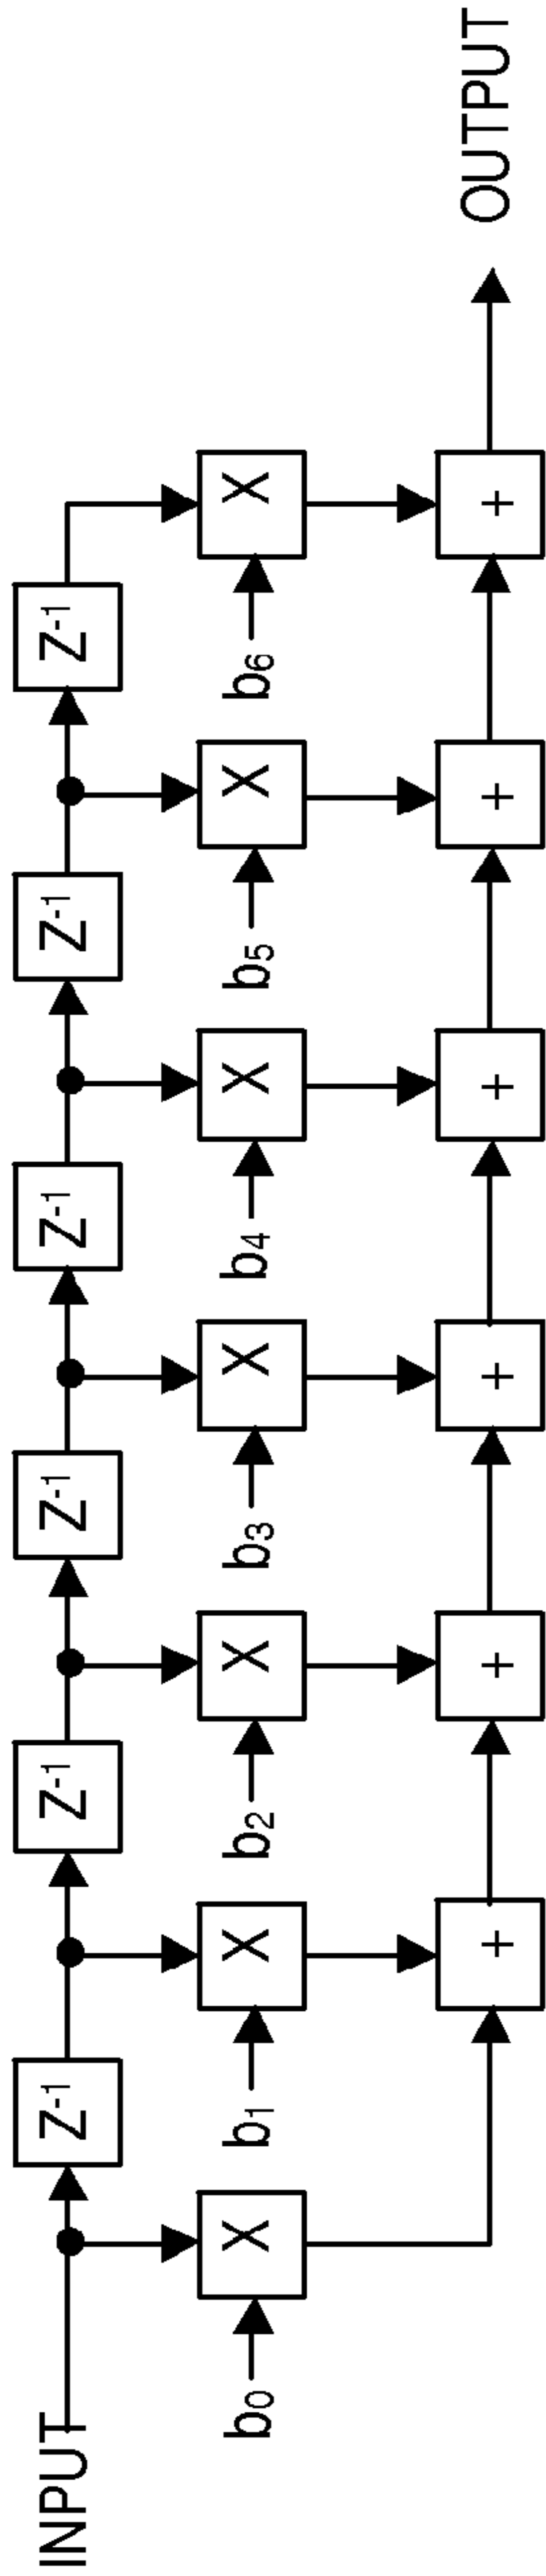 INPUT
Z-1 Z-1 Z-1 Z-1 Z-1 Z-1
X X X X X X X
b0 b1 b2 b3 b4 b5 b6
+ + + + + +
OUTPUT